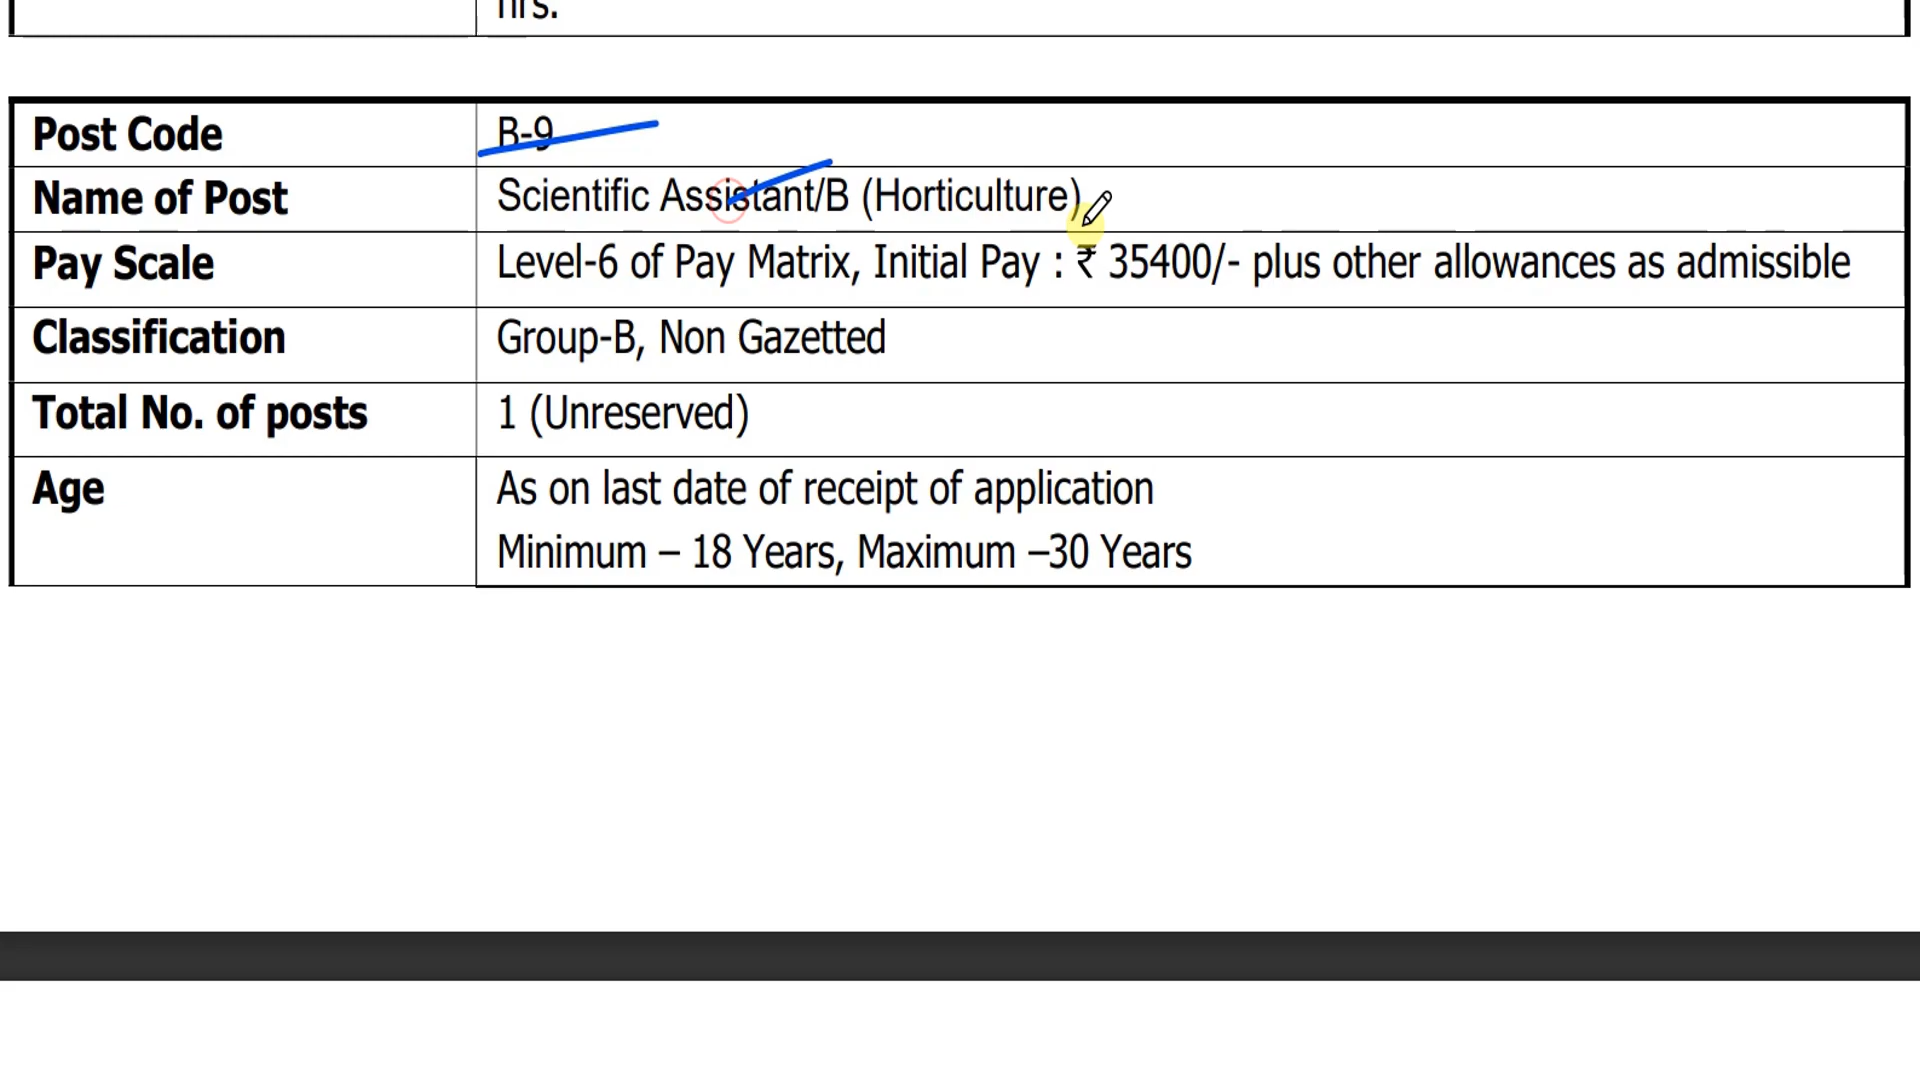 hrs.
Post Code B-9
Name of Post Scientific Assistant/B (Horticulture)
Pay Scale Level-6 of Pay Matrix, Initial Pay : ₹ 35400/- plus other allowances as admissible
Classification Group-B, Non Gazetted
Total No. of posts 1 (Unreserved)
Age As on last date of receipt of application
Minimum – 18 Years, Maximum –30 Years